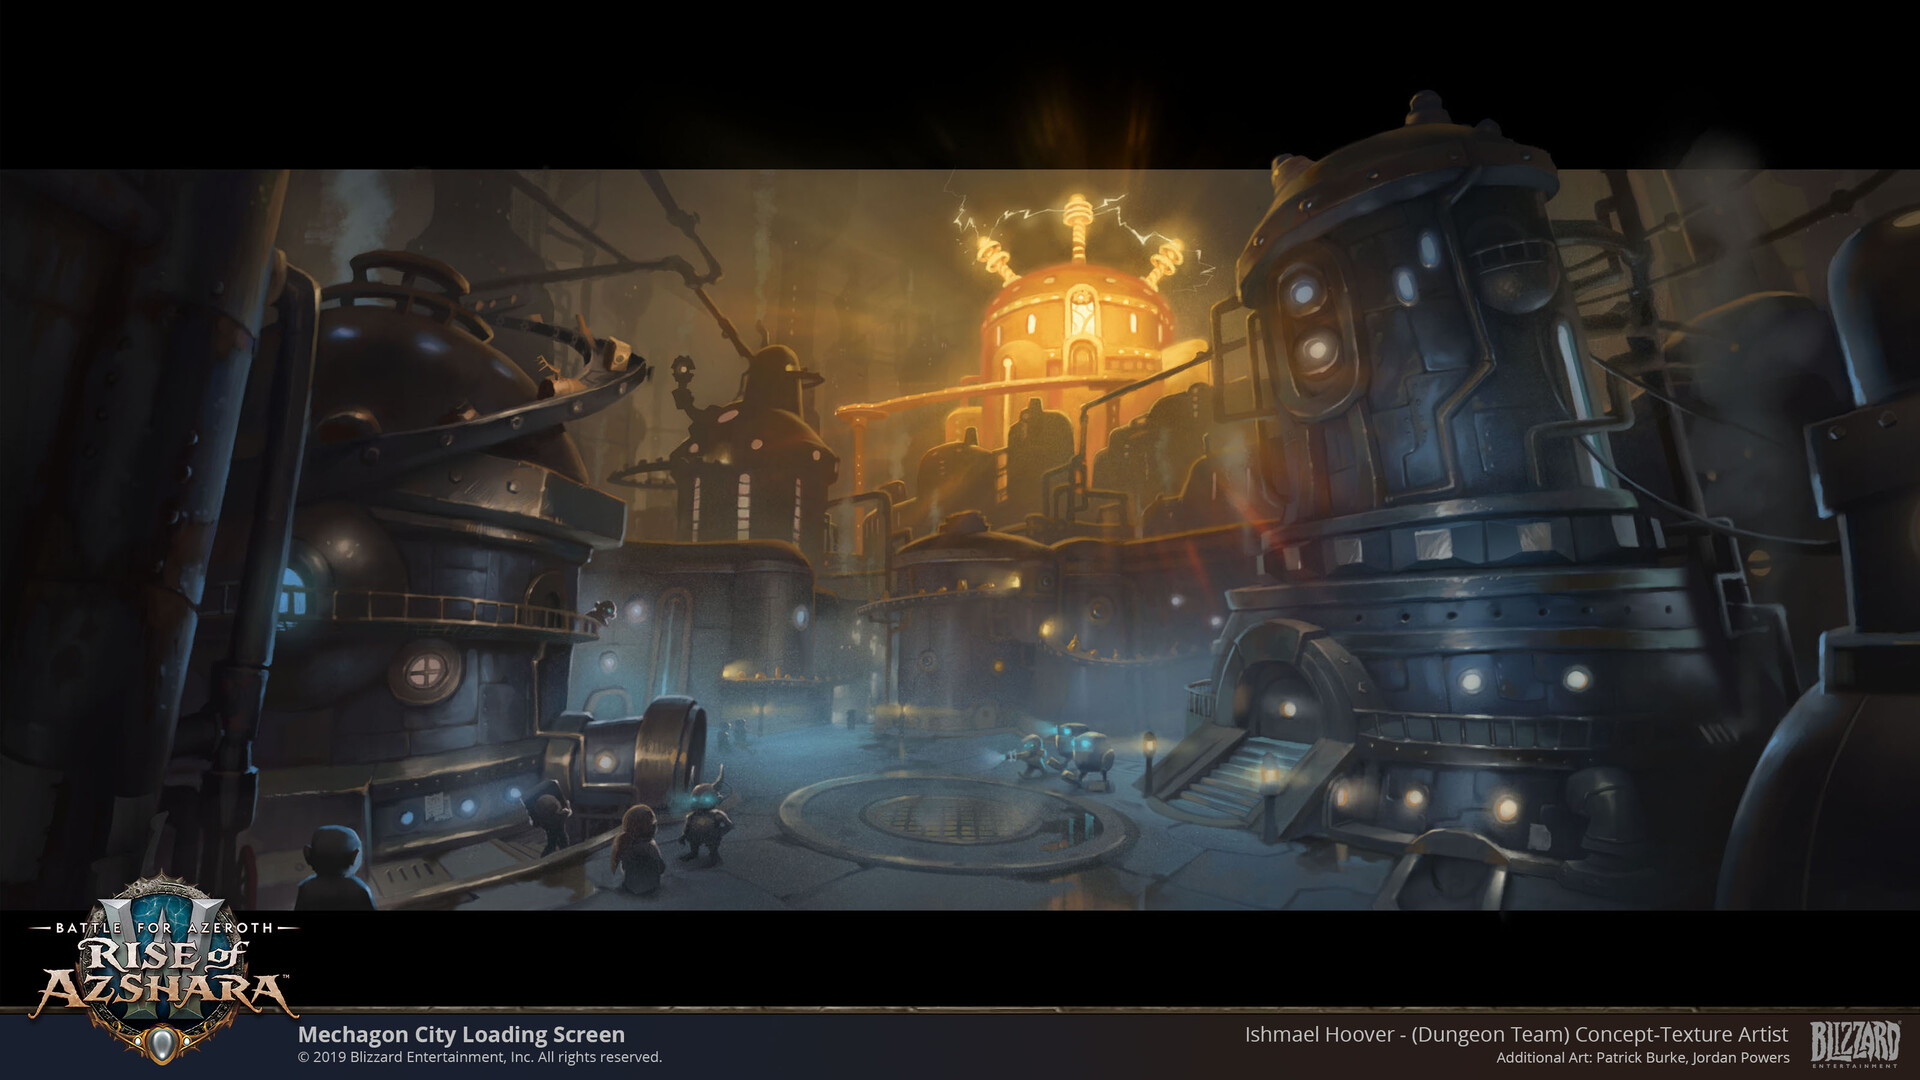 BATTLE FOR AZEROTH
RISE of
AZSHARA™
Mechagon City Loading Screen
© 2019 Blizzard Entertainment, Inc. All rights reserved.
Ishmael Hoover - (Dungeon Team) Concept-Texture Artist
Additional Art: Patrick Burke, Jordan Powers
BLIZZARD
ENTERTAINMENT